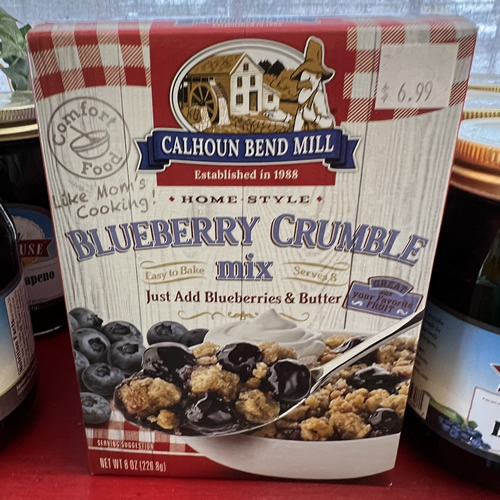 $ 6.99
Comfort
Food
CALHOUN BEND MILL
Established in 1988
Like Mom's
Cooking!
HOME-STYLE
BLUEBERRY CRUMBLE
mix
Easy to Bake
Serves 8
Just Add Blueberries & Butter
GREAT
your Favorite
FRUIT
SERVING SUGGESTION
NET WT 8 OZ (226.8g)
USE
apeno